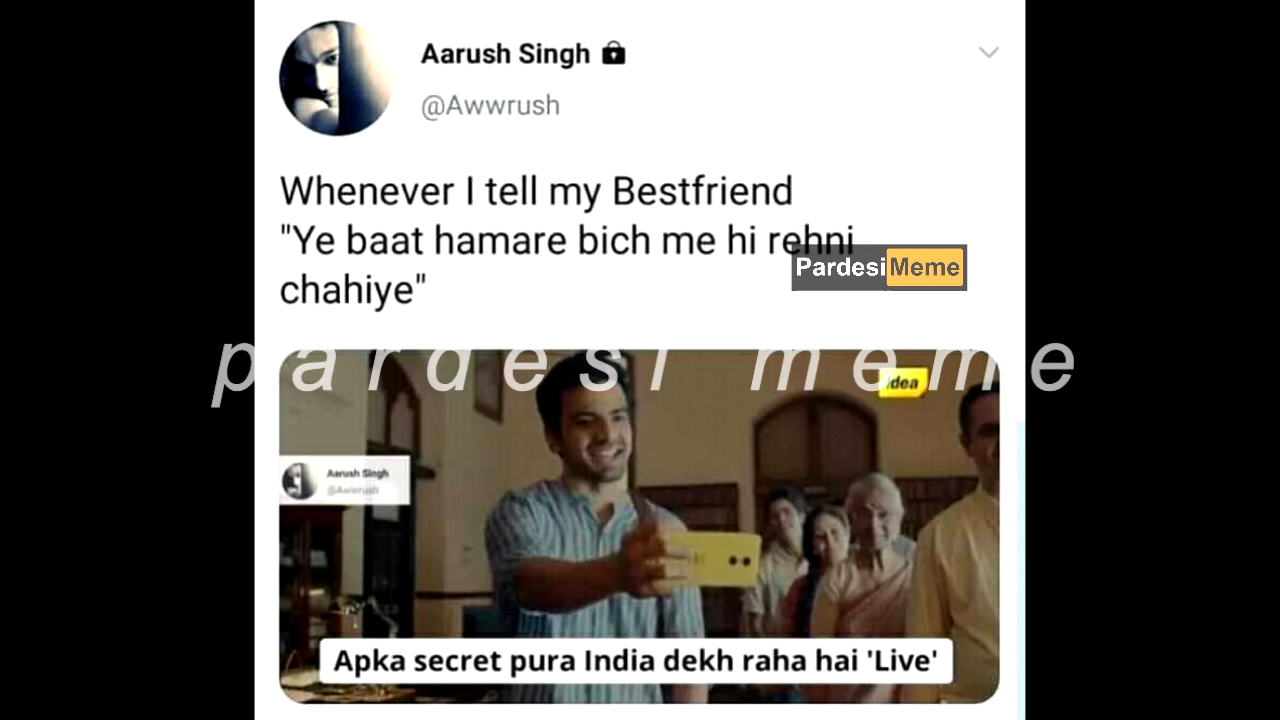 Aarush Singh
@Awwrush
Whenever I tell my Bestfriend
"Ye baat hamare bich me hi rehni
chahiye"
PardesiMeme
pardesi meme
idea
Aarush Singh
@Awwrush
Apka secret pura India dekh raha hai 'Live'